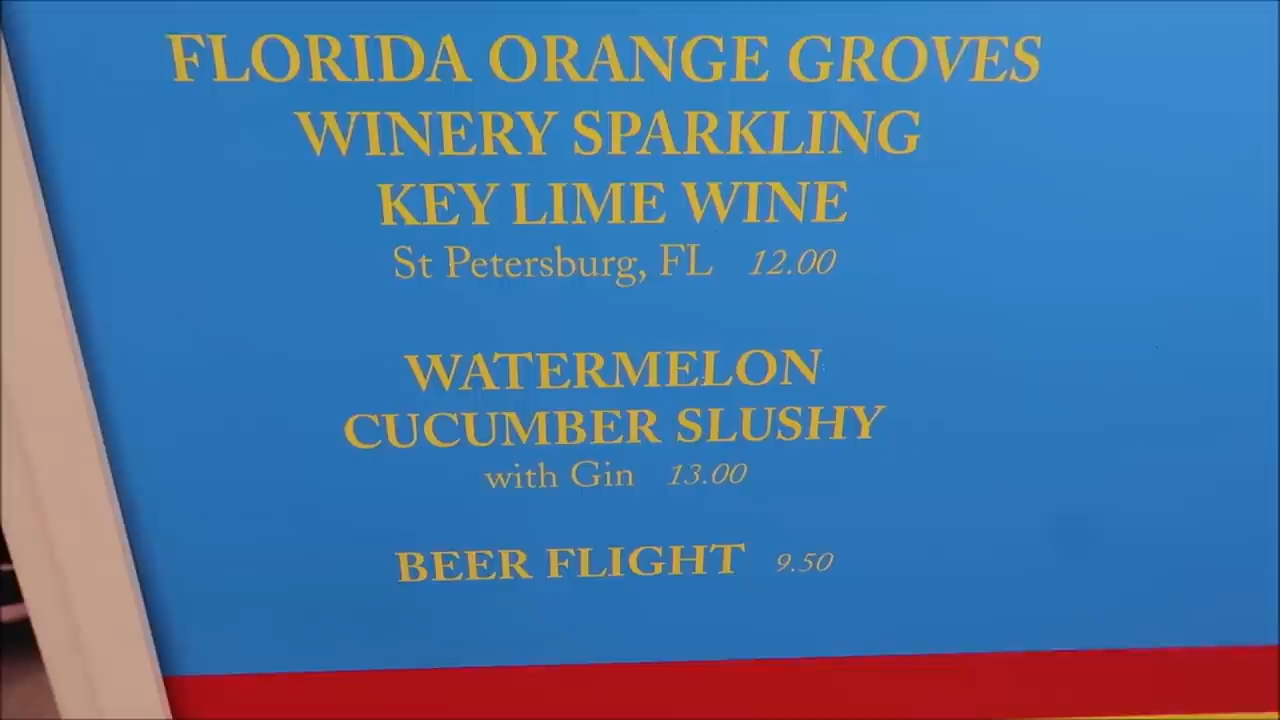 FLORIDA ORANGE GROVES
WINERY SPARKLING
KEY LIME WINE
St Petersburg, FL 12.00
WATERMELON
CUCUMBER SLUSHY
with Gin 13.00
BEER FLIGHT 9.50